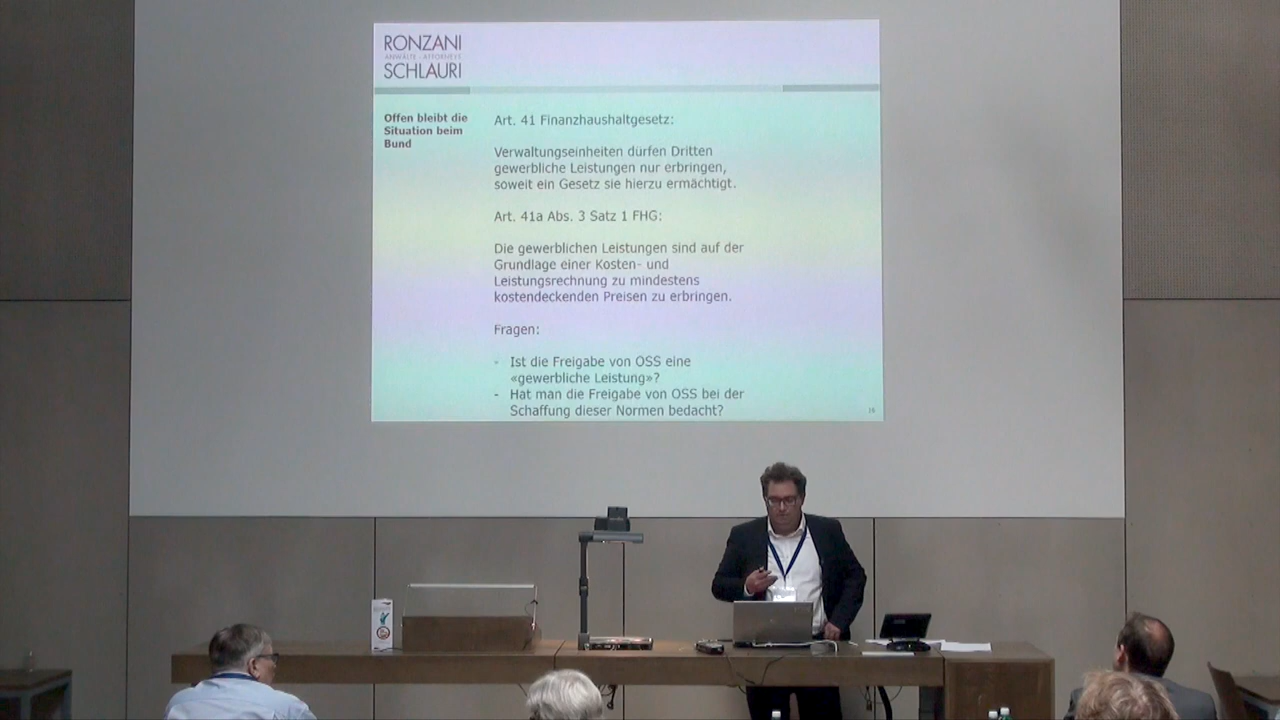 RONZANI
ANWÄLTE · ATTORNEYS
SCHLAURI
Offen bleibt die
Situation beim
Bund
Art. 41 Finanzhaushaltgesetz:
Verwaltungseinheiten dürfen Dritten
gewerbliche Leistungen nur erbringen,
soweit ein Gesetz sie hierzu ermächtigt.
Art. 41a Abs. 3 Satz 1 FHG:
Die gewerblichen Leistungen sind auf der
Grundlage einer Kosten- und
Leistungsrechnung zu mindestens
kostendeckenden Preisen zu erbringen.
Fragen:
- Ist die Freigabe von OSS eine
«gewerbliche Leistung»?
- Hat man die Freigabe von OSS bei der
Schaffung dieser Normen bedacht?